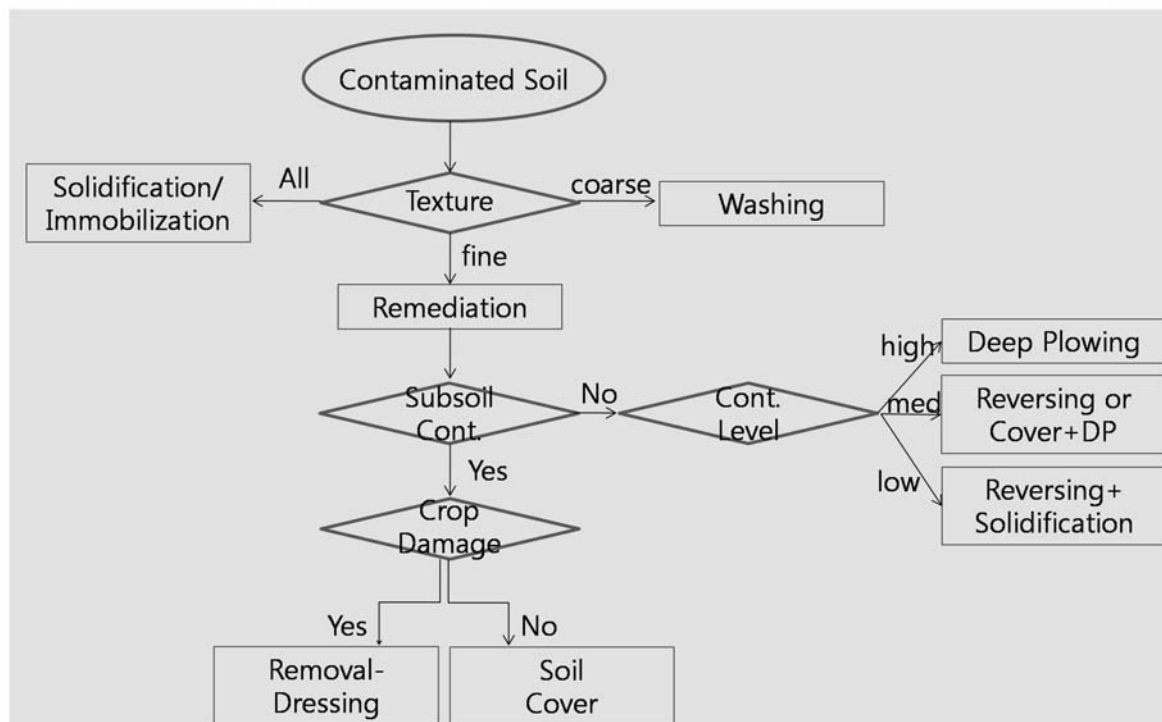 Contaminated Soil
All
Solidification/
Immobilization
Texture
coarse
Washing
fine
Remediation
Subsoil
Cont.
No
Cont.
Level
high
Deep Plowing
med
Reversing or
Cover+DP
low
Reversing+
Solidification
Yes
Crop
Damage
Yes
No
Removal-
Dressing
Soil
Cover